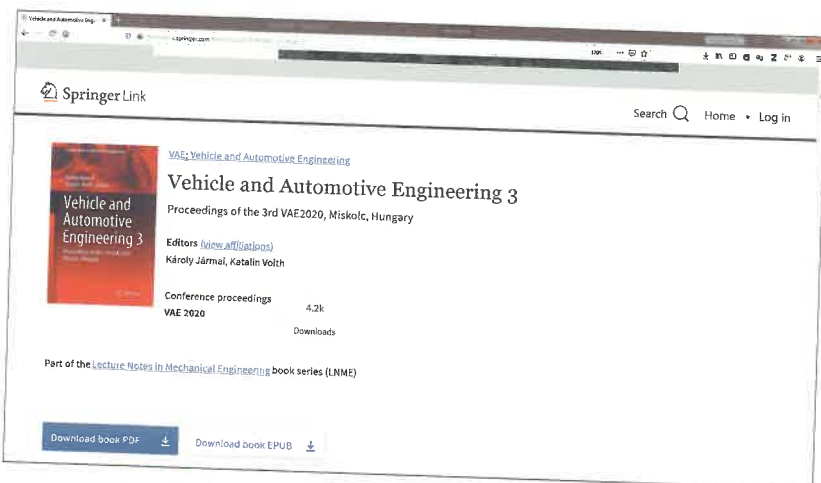 Vehicle and Automotive Eng
springer.com
Springer Link
Search Home • Log in
VAE: Vehicle and Automotive Engineering
Vehicle and Automotive Engineering 3
Proceedings of the 3rd VAE2020, Miskolc, Hungary
Editors (view affiliations)
Károly Jármai, Katalin Voith
Conference proceedings
VAE 2020
4.2k
Downloads
Vehicle and
Automotive
Engineering 3
Part of the Lecture Notes in Mechanical Engineering book series (LNME)
Download book PDF
Download book EPUB